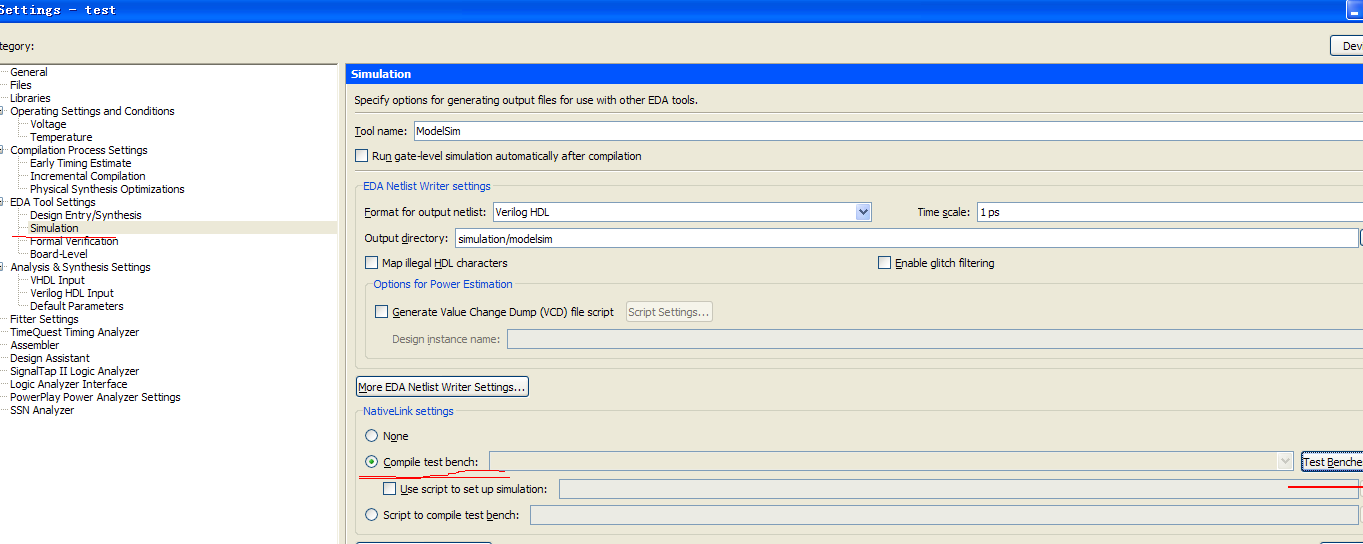 Settings - test
tegory:
Dev
General
Files
Libraries
Operating Settings and Conditions
Voltage
Temperature
Compilation Process Settings
Early Timing Estimate
Incremental Compilation
Physical Synthesis Optimizations
EDA Tool Settings
Design Entry/Synthesis
Simulation
Formal Verification
Board-Level
Analysis & Synthesis Settings
VHDL Input
Verilog HDL Input
Default Parameters
Fitter Settings
TimeQuest Timing Analyzer
Assembler
Design Assistant
SignalTap II Logic Analyzer
Logic Analyzer Interface
PowerPlay Power Analyzer Settings
SSN Analyzer
Simulation
Specify options for generating output files for use with other EDA tools.
Tool name: ModelSim
Run gate-level simulation automatically after compilation
EDA Netlist Writer settings
Format for output netlist: Verilog HDL Time scale: 1 ps
Output directory: simulation/modelsim
Map illegal HDL characters Enable glitch filtering
Options for Power Estimation
Generate Value Change Dump (VCD) file script Script Settings...
Design instance name:
More EDA Netlist Writer Settings...
NativeLink settings
None
Compile test bench: Test Benche
Use script to set up simulation:
Script to compile test bench: